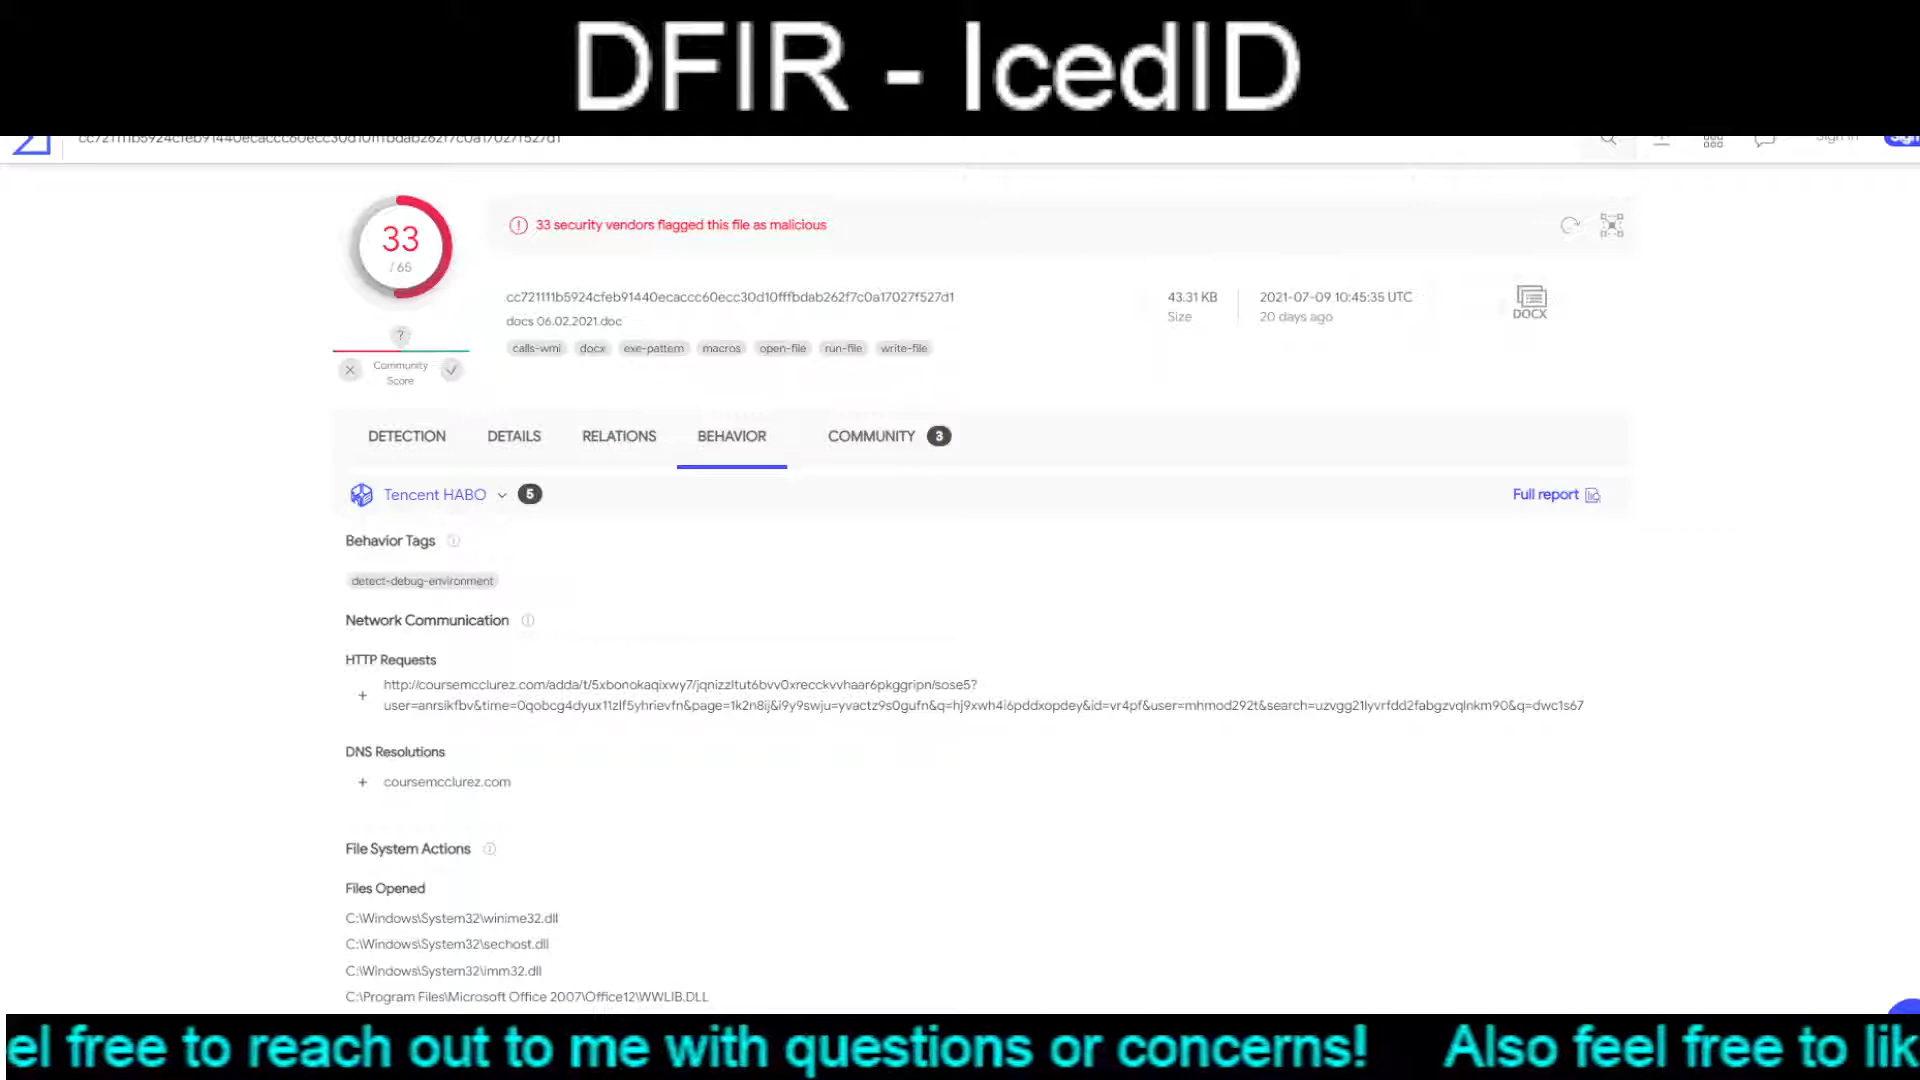 DFIR - IcedID
cc721111b5924cfeb91440ecaccc60ecc30d10fffbdab262f7c0a17027f527d1
Sign in
33
/ 65
33 security vendors flagged this file as malicious
cc721111b5924cfeb91440ecaccc60ecc30d10fffbdab262f7c0a17027f527d1
docs 06.02.2021.doc
calls-wmi docx exe-pattern macros open-file run-file write-file
43.31 KB
Size
2021-07-09 10:45:35 UTC
20 days ago
DOCX
?
Community
Score
DETECTION DETAILS RELATIONS BEHAVIOR COMMUNITY 3
Tencent HABO 5
Full report
Behavior Tags
detect-debug-environment
Network Communication
HTTP Requests
+ http://coursemcclurez.com/adda/t/5xbonokaqixwy7/jqnizzltut6bvv0xrecckvvhaar6pkggripn/sose5?
user=anrsikfbv&time=0qobcg4dyux11zlf5yhrievfn&page=1k2n8ij&i9y9swju=yvactz9s0gufn&q=hj9xwh4i6pddxopdey&id=vr4pf&user=mhmod292t&search=uzvgg21lyvrfdd2fabgzvqlnkm90&q=dwc1s67
DNS Resolutions
+ coursemcclurez.com
File System Actions
Files Opened
C:\Windows\System32\winime32.dll
C:\Windows\System32\sechost.dll
C:\Windows\System32\imm32.dll
C:\Program Files\Microsoft Office 2007\Office12\WWLIB.DLL
el free to reach out to me with questions or concerns! Also feel free to lik